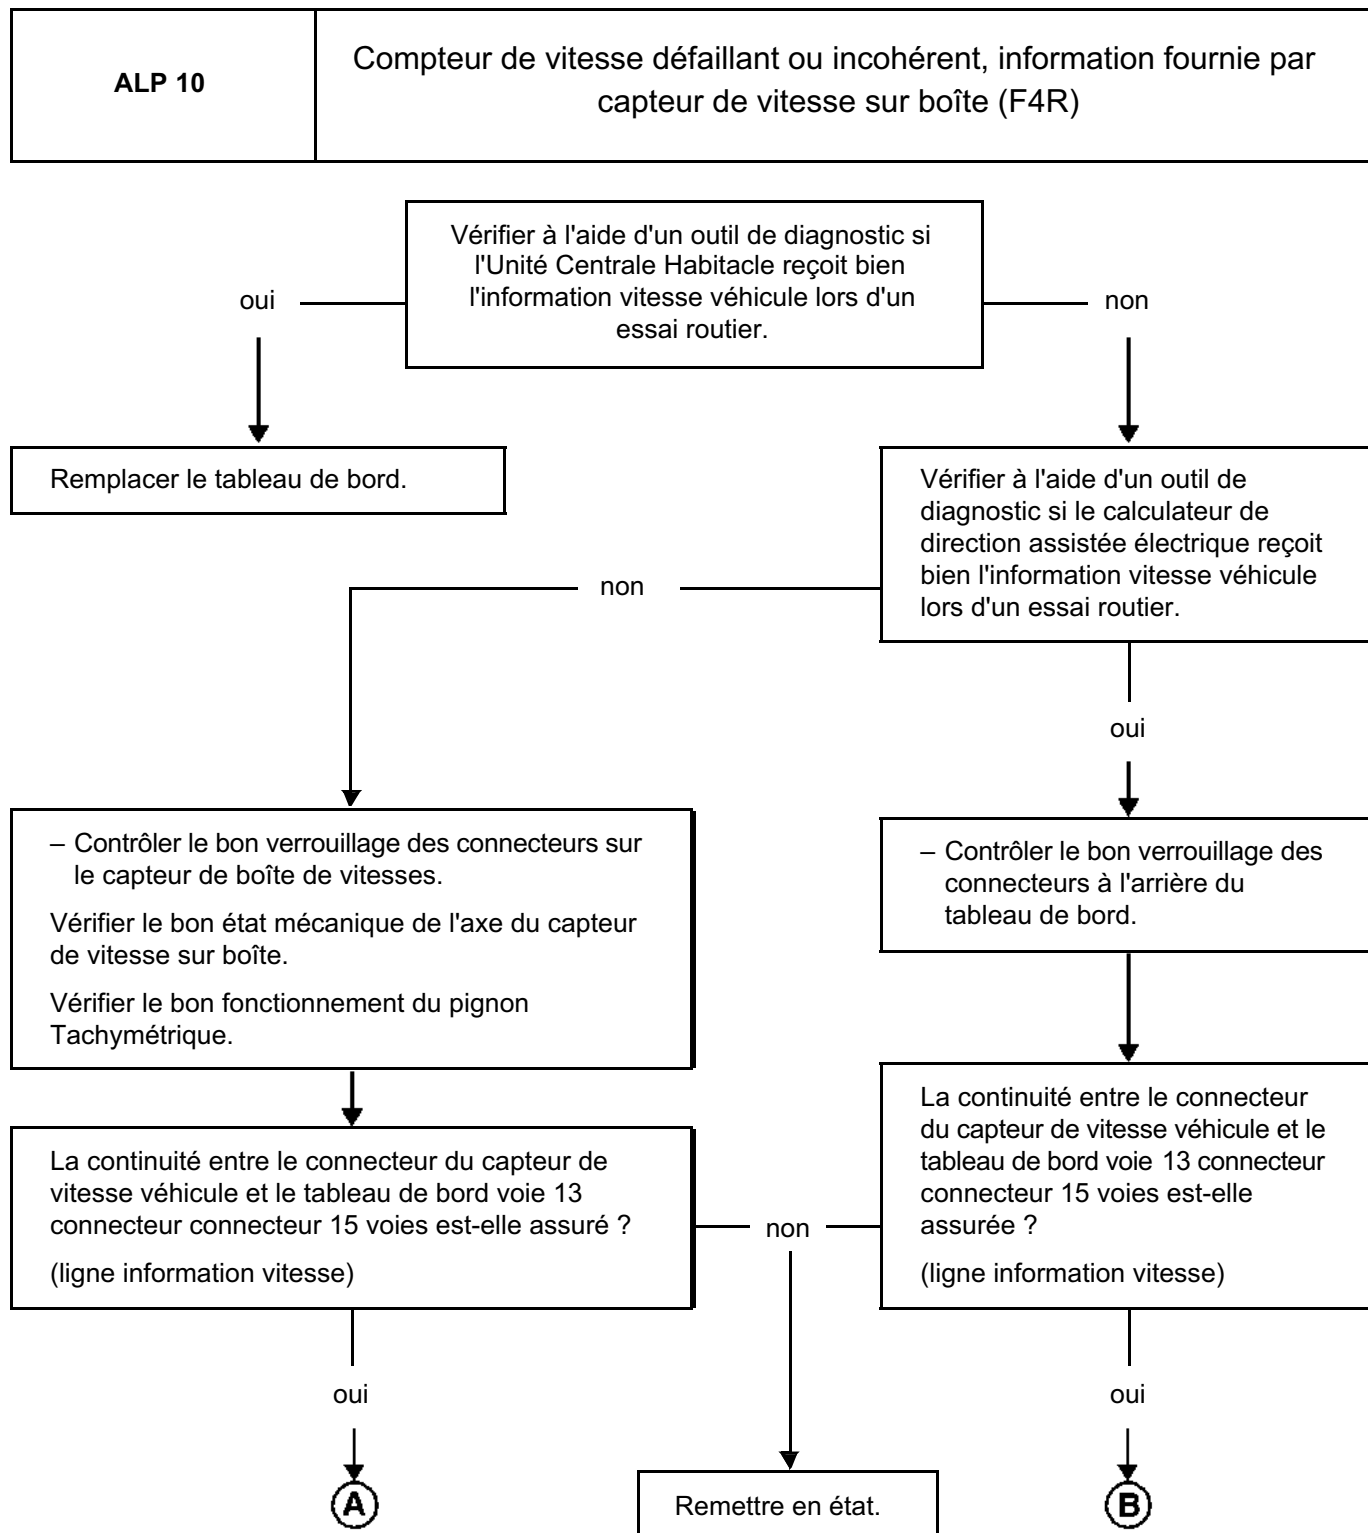 ALP 10
Compteur de vitesse défaillant ou incohérent, information fournie par
capteur de vitesse sur boîte (F4R)
Vérifier à l'aide d'un outil de diagnostic si
l'Unité Centrale Habitacle reçoit bien
l'information vitesse véhicule lors d'un
essai routier.
oui
non
Remplacer le tableau de bord.
Vérifier à l'aide d'un outil de
diagnostic si le calculateur de
direction assistée électrique reçoit
bien l'information vitesse véhicule
lors d'un essai routier.
non
oui
– Contrôler le bon verrouillage des connecteurs sur
le capteur de boîte de vitesses.
Vérifier le bon état mécanique de l'axe du capteur
de vitesse sur boîte.
Vérifier le bon fonctionnement du pignon
Tachymétrique.
– Contrôler le bon verrouillage des
connecteurs à l'arrière du
tableau de bord.
La continuité entre le connecteur du capteur de
vitesse véhicule et le tableau de bord voie 13
connecteur connecteur 15 voies est-elle assuré ?
(ligne information vitesse)
non
La continuité entre le connecteur
du capteur de vitesse véhicule et le
tableau de bord voie 13 connecteur
connecteur 15 voies est-elle
assurée ?
(ligne information vitesse)
oui
oui
A
Remettre en état.
B